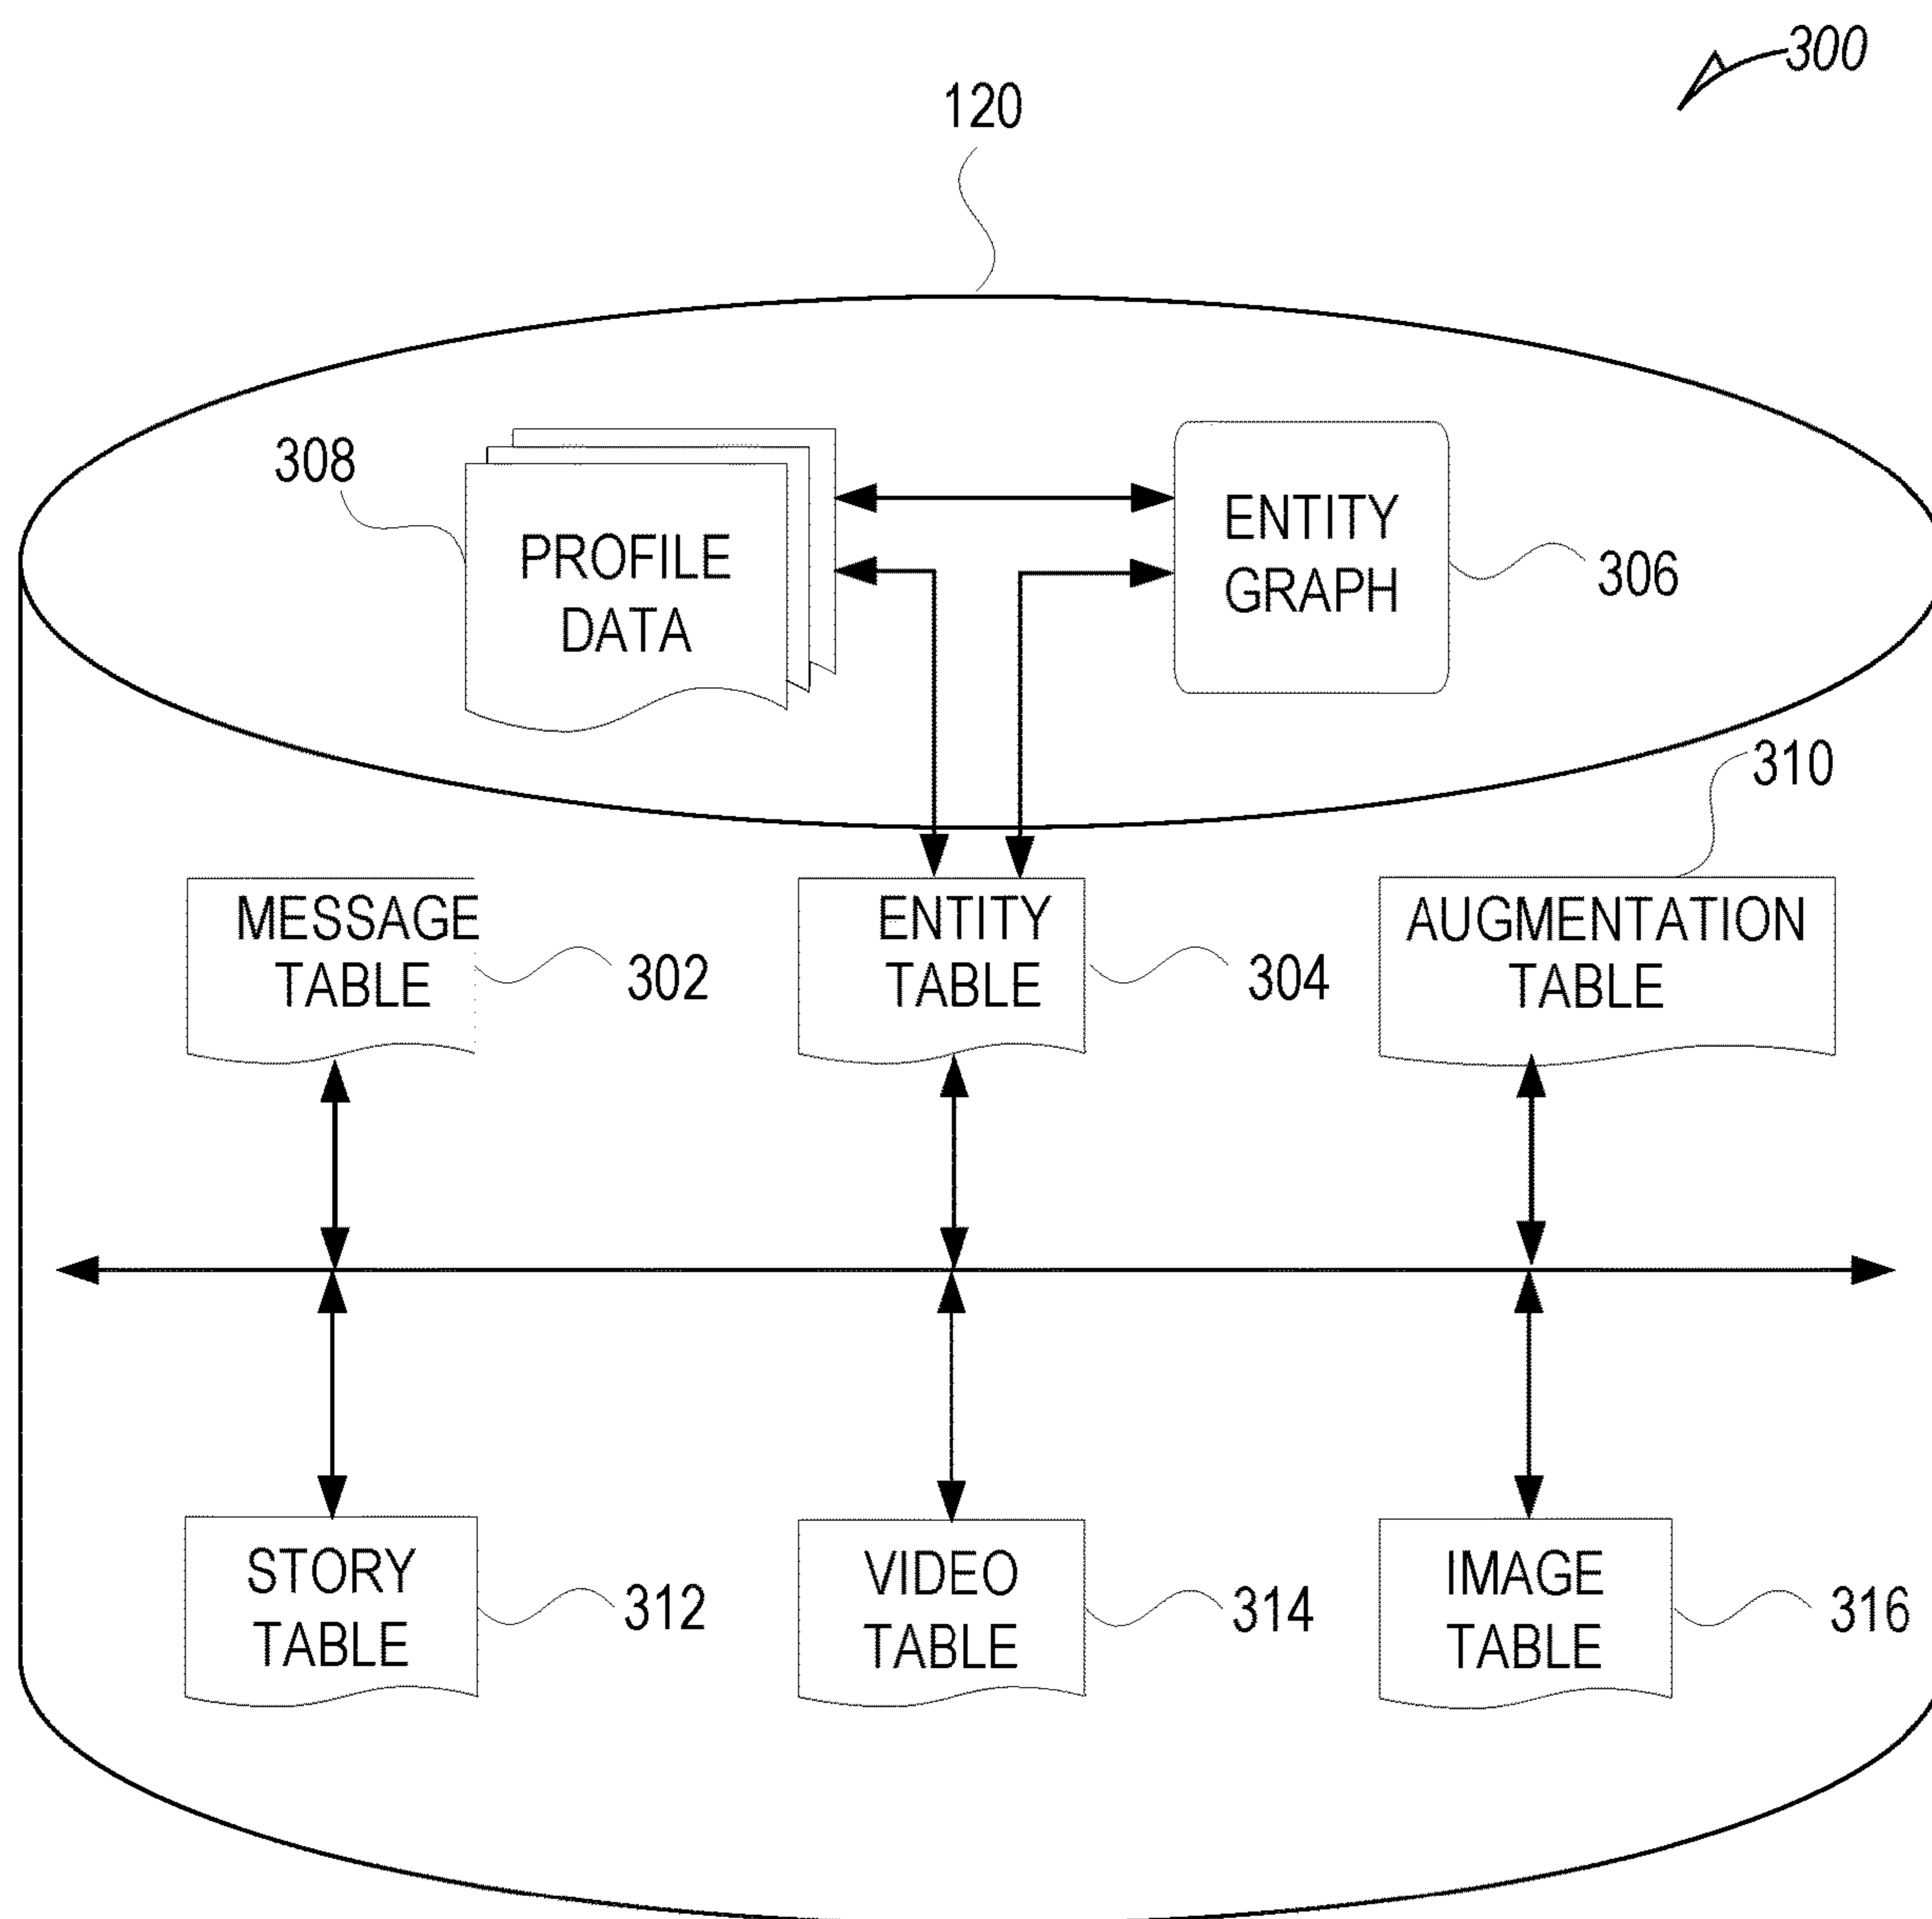 300
120
308
PROFILE
DATA
ENTITY
GRAPH
306
310
MESSAGE
TABLE
302
ENTITY
TABLE
304
AUGMENTATION
TABLE
STORY
TABLE
312
VIDEO
TABLE
314
IMAGE
TABLE
316